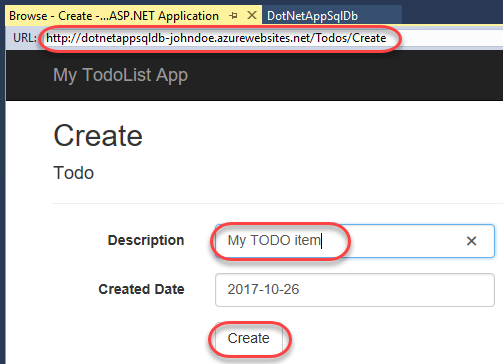 Browse - Create -...ASP.NET Application DotNetAppSqlDb
URL: http://dotnetappsqldb-johndoe.azurewebsites.net/Todos/Create
My TodoList App
Create
Todo
Description My TODO item
Created Date 2017-10-26
Create